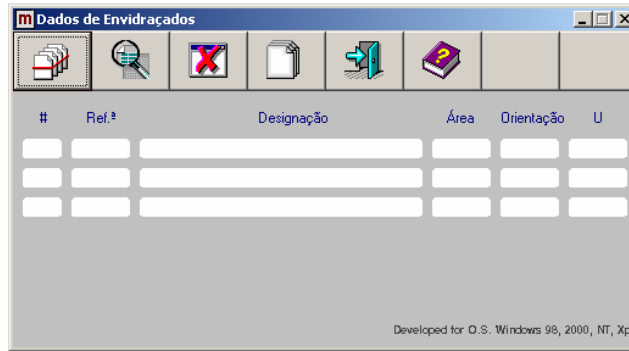 m Dados de Envidraçados
# Ref.ª Designação Área Orientação U
Developed for O.S. Windows 98, 2000, NT, Xp